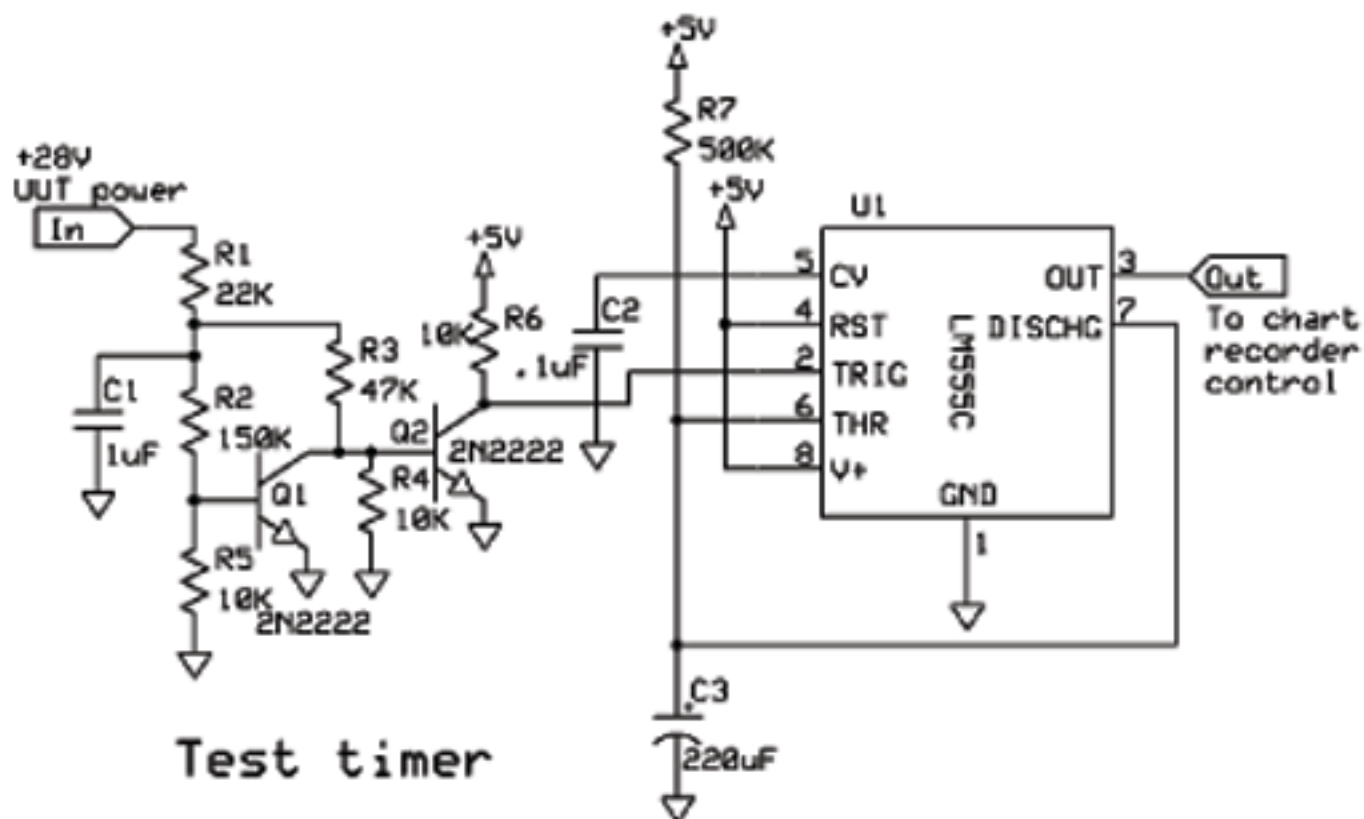 +5V
R7
500K
+28V
UUT power
In
+5V
U1
R1
22K
+5V
5
CV
OUT
3
Out
C2
4
RST
DISCHG
7
10K
R6
To chart
recorder
control
R3
47K
.1uF
2
TRIG
LM555C
C1
1uF
R2
150K
6
THR
Q2
2N2222
8
V+
Q1
R4
10K
GND
1
R5
10K
2N2222
C3
+
220uF
Test timer